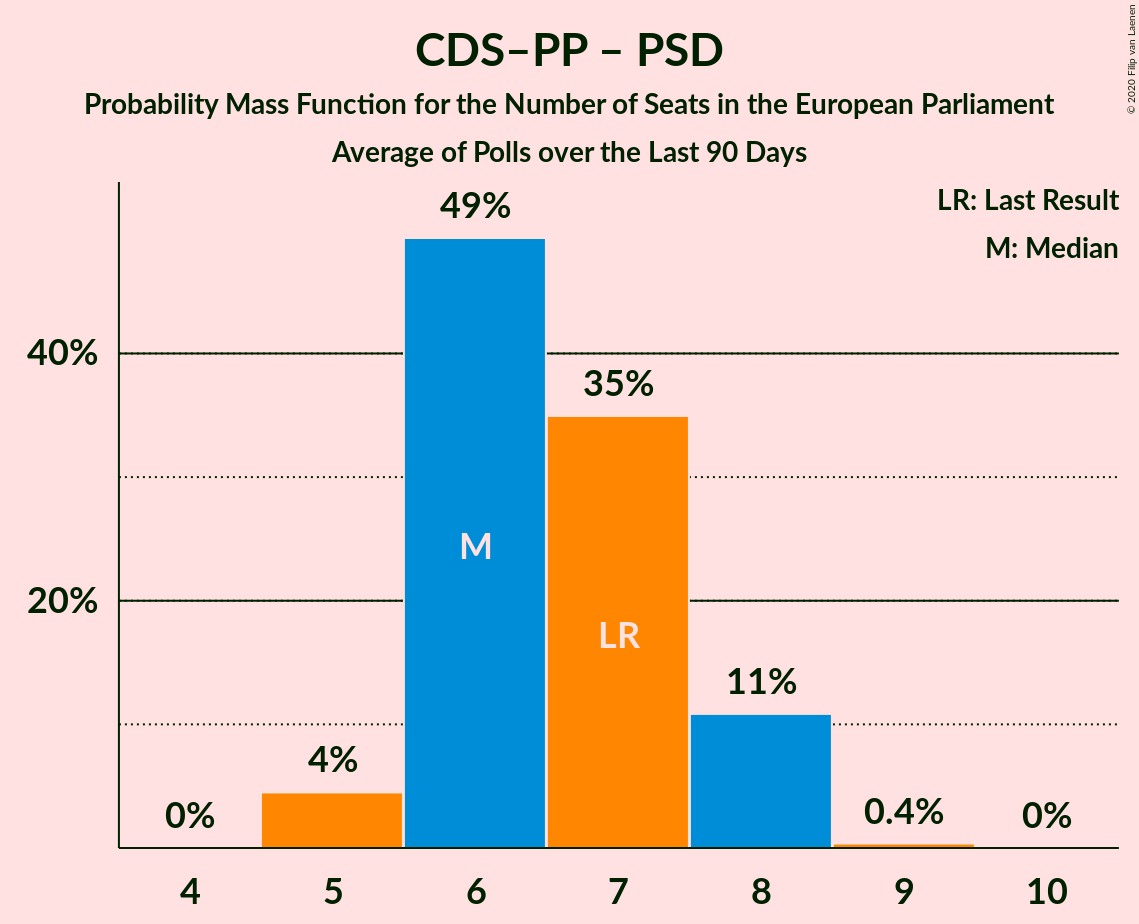 CDS–PP – PSD
Probability Mass Function for the Number of Seats in the European Parliament
Average of Polls over the Last 90 Days
© 2020 Filip van Laenen
LR: Last Result
M: Median
49%
40%
35%
M
20%
LR
11%
4%
0%
0.4%
0%
4 5 6 7 8 9 10